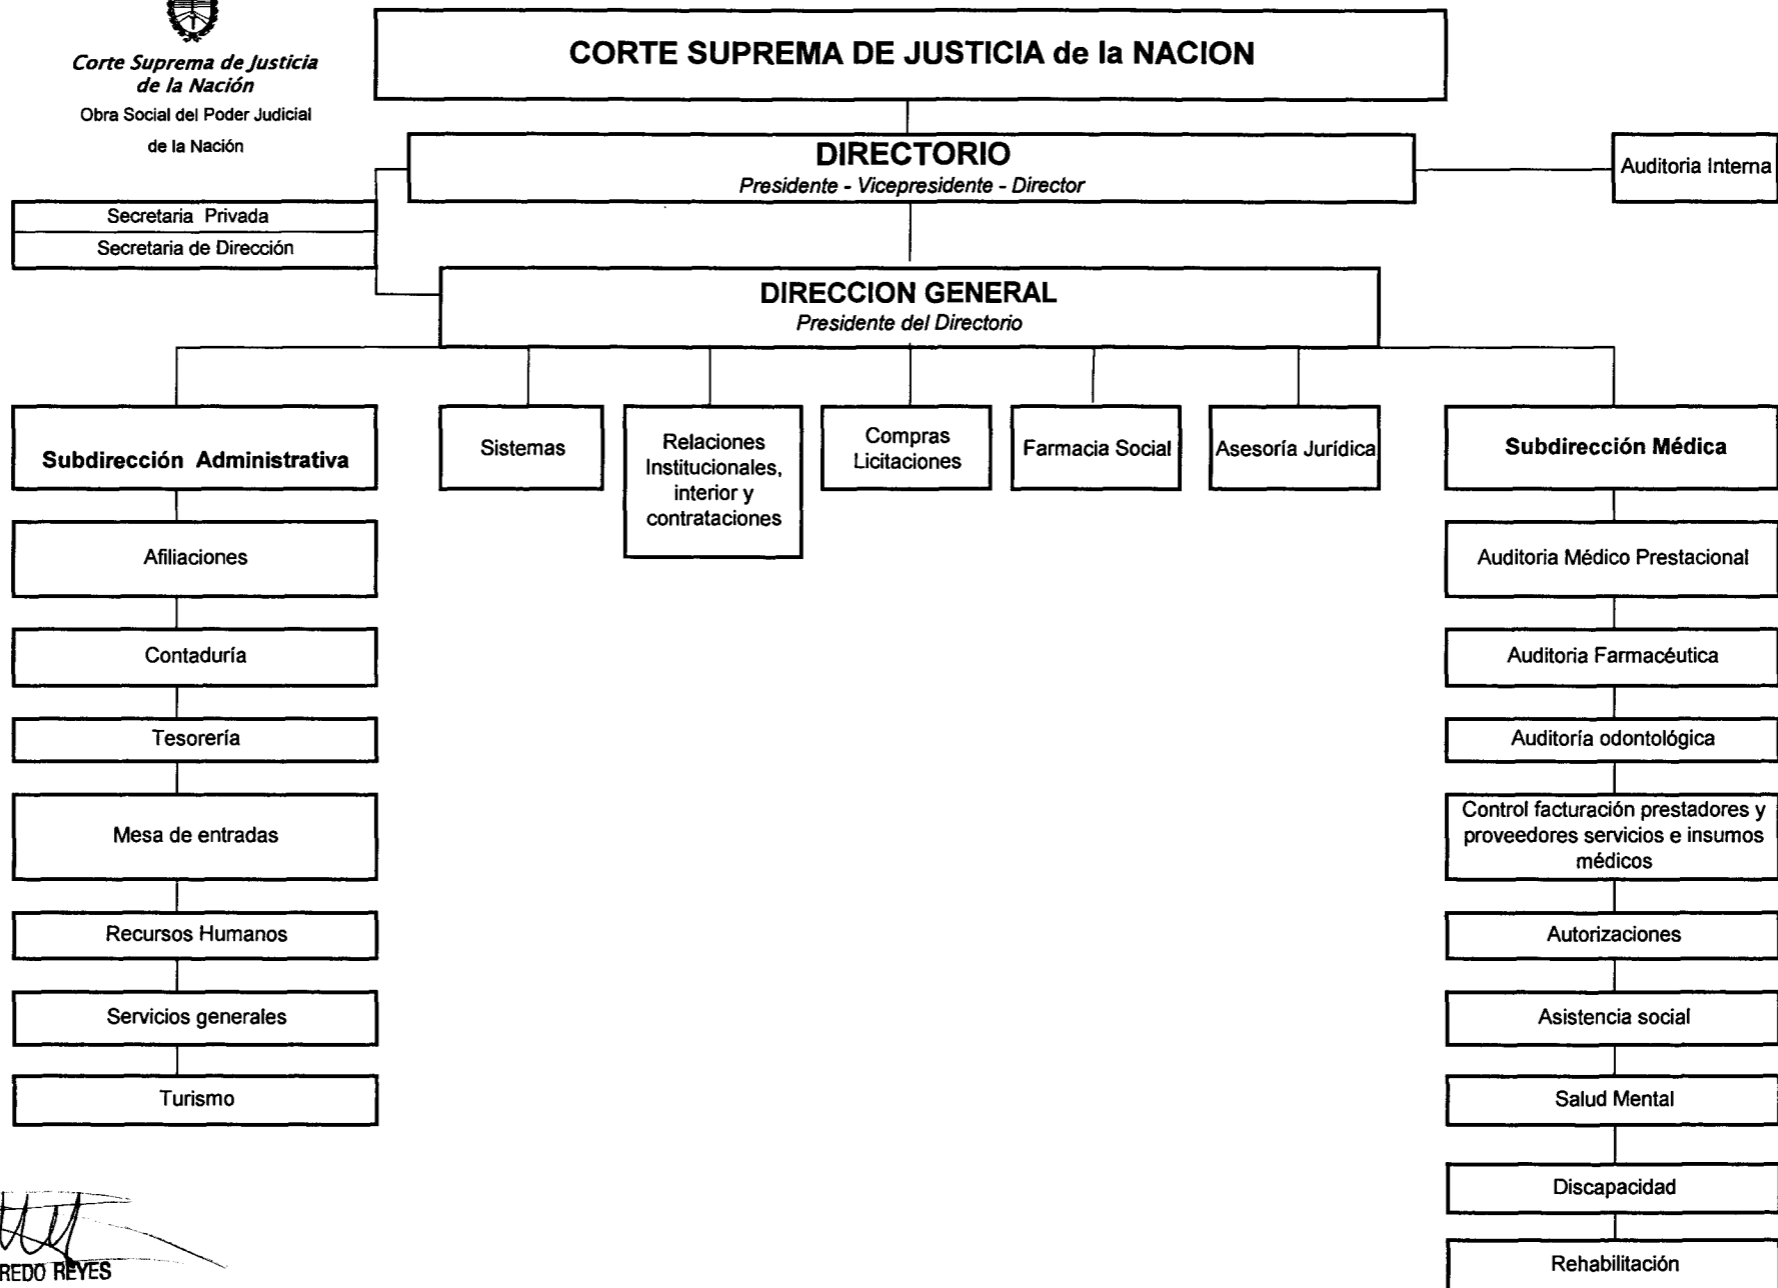 Corte Suprema de Justicia
de la Nación
Obra Social del Poder Judicial
de la Nación
CORTE SUPREMA DE JUSTICIA de la NACION
DIRECTORIO
Presidente - Vicepresidente - Director
Auditoria Interna
Secretaria Privada
Secretaria de Dirección
DIRECCION GENERAL
Presidente del Directorio
Subdirección Administrativa
Sistemas
Relaciones
Institucionales,
interior y
contrataciones
Compras
Licitaciones
Farmacia Social
Asesoría Jurídica
Subdirección Médica
Afiliaciones
Contaduría
Tesorería
Mesa de entradas
Recursos Humanos
Servicios generales
Turismo
Auditoria Médico Prestacional
Auditoria Farmacéutica
Auditoría odontológica
Control facturación prestadores y
proveedores servicios e insumos
médicos
Autorizaciones
Asistencia social
Salud Mental
Discapacidad
Rehabilitación
REDO REYES